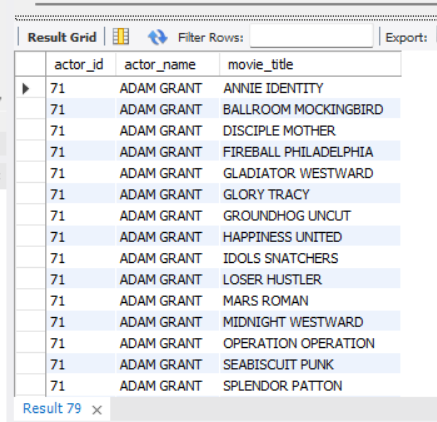 Result Grid Filter Rows: Export:
actor_id actor_name movie_title
71 ADAM GRANT ANNIE IDENTITY
71 ADAM GRANT BALLROOM MOCKINGBIRD
71 ADAM GRANT DISCIPLE MOTHER
71 ADAM GRANT FIREBALL PHILADELPHIA
71 ADAM GRANT GLADIATOR WESTWARD
71 ADAM GRANT GLORY TRACY
71 ADAM GRANT GROUNDHOG UNCUT
71 ADAM GRANT HAPPINESS UNITED
71 ADAM GRANT IDOLS SNATCHERS
71 ADAM GRANT LOSER HUSTLER
71 ADAM GRANT MARS ROMAN
71 ADAM GRANT MIDNIGHT WESTWARD
71 ADAM GRANT OPERATION OPERATION
71 ADAM GRANT SEABISCUIT PUNK
71 ADAM GRANT SPLENDOR PATTON
Result 79